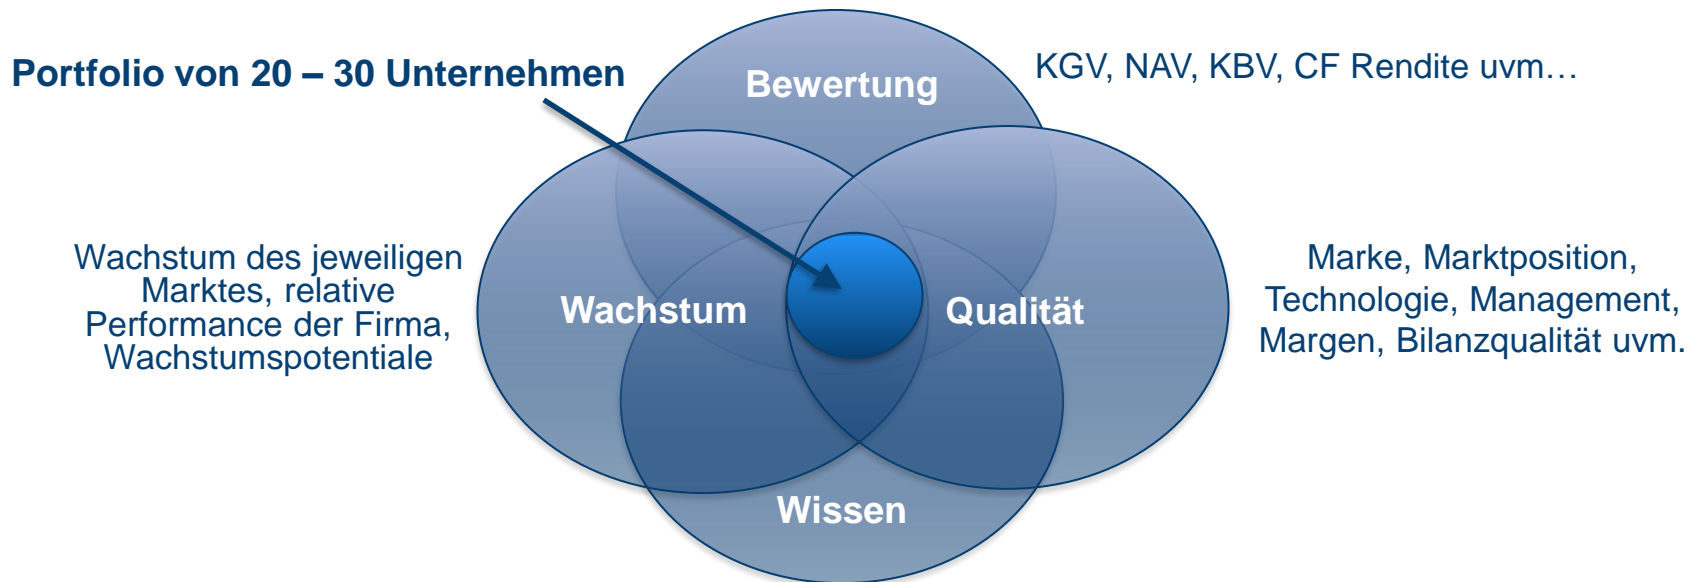 Portfolio von 20 – 30 Unternehmen
Bewertung
KGV, NAV, KBV, CF Rendite uvm…
Wachstum des jeweiligen
Marktes, relative
Performance der Firma,
Wachstumspotentiale
Wachstum
Qualität
Marke, Marktposition,
Technologie, Management,
Margen, Bilanzqualität uvm.
Wissen